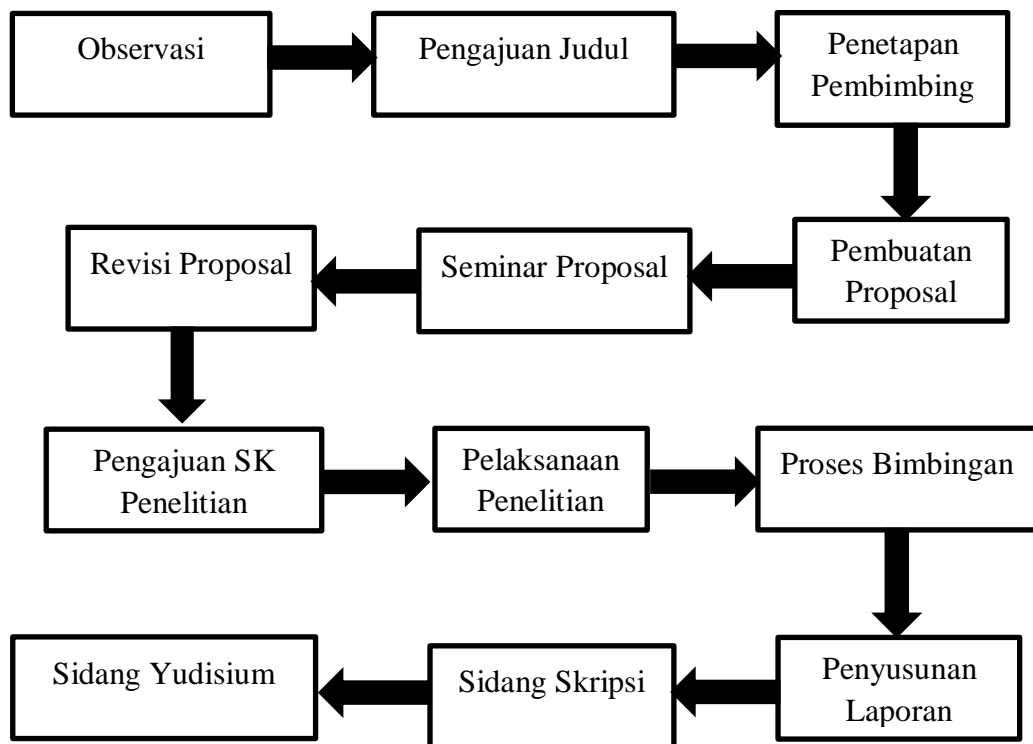 Observasi
Pengajuan Judul
Penetapan
Pembimbing
Pembuatan
Proposal
Seminar Proposal
Revisi Proposal
Pengajuan SK
Penelitian
Pelaksanaan
Penelitian
Proses Bimbingan
Penyusunan
Laporan
Sidang Skripsi
Sidang Yudisium